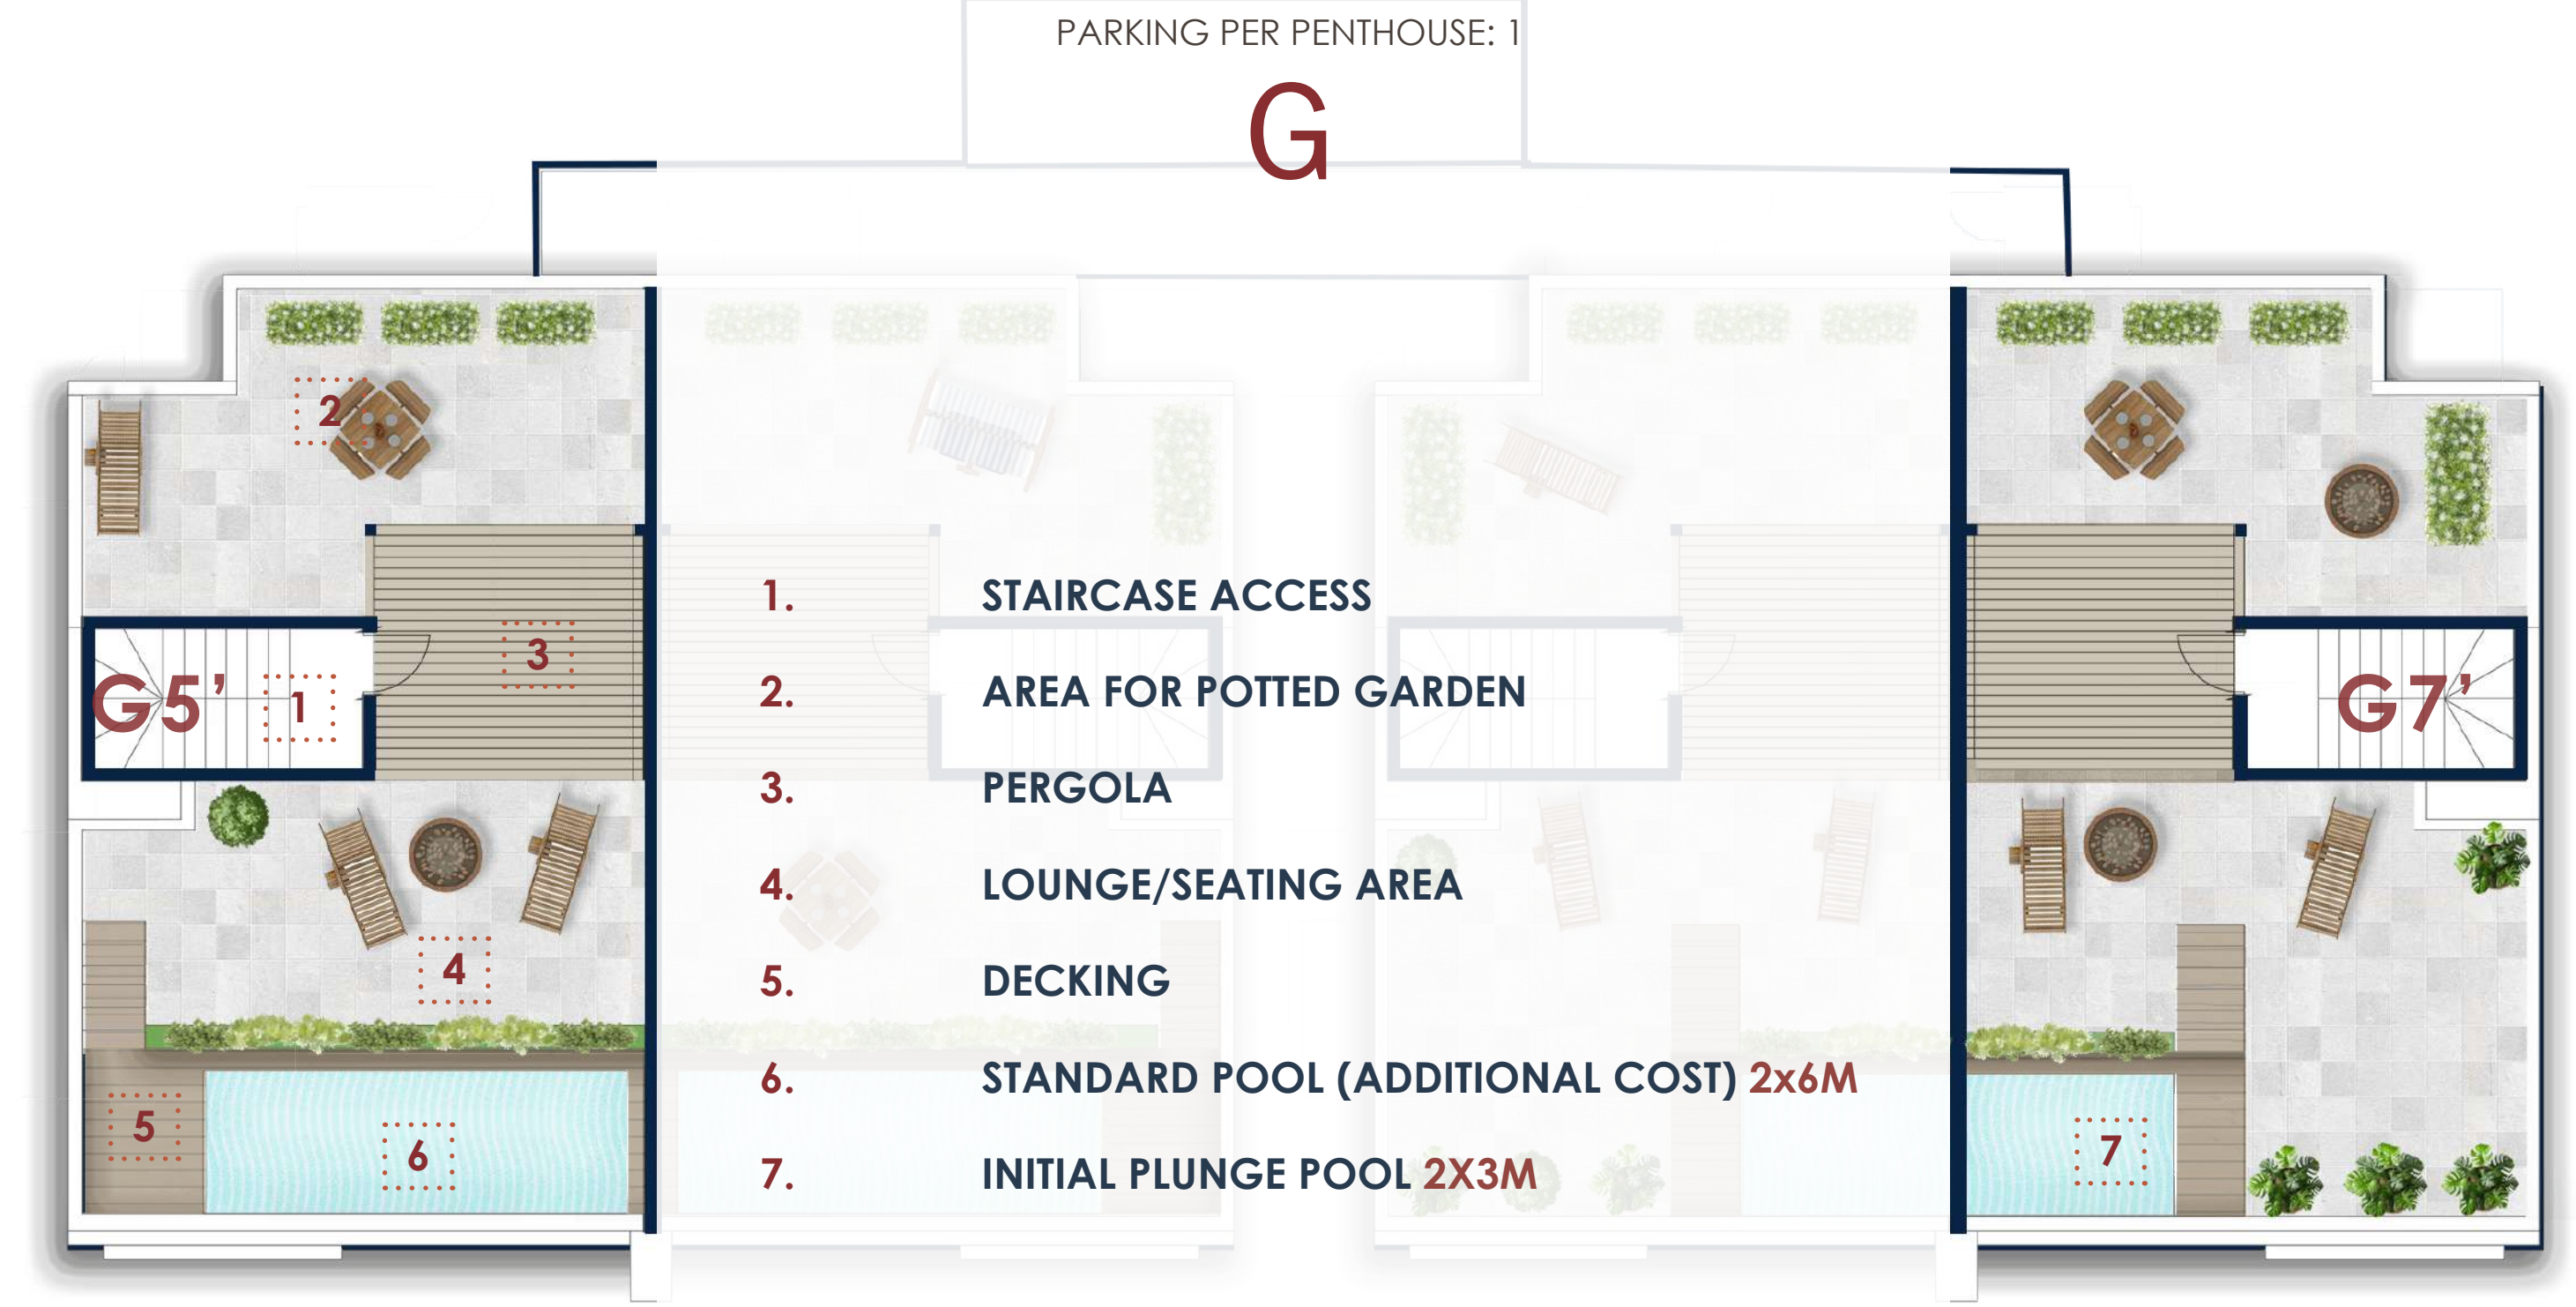 PARKING PER PENTHOUSE: 1
G
2
3
G5’ 1
G7’
4
5
6
7
1. STAIRCASE ACCESS
2. AREA FOR POTTED GARDEN
3. PERGOLA
4. LOUNGE/SEATING AREA
5. DECKING
6. STANDARD POOL (ADDITIONAL COST) 2x6M
7. INITIAL PLUNGE POOL 2X3M